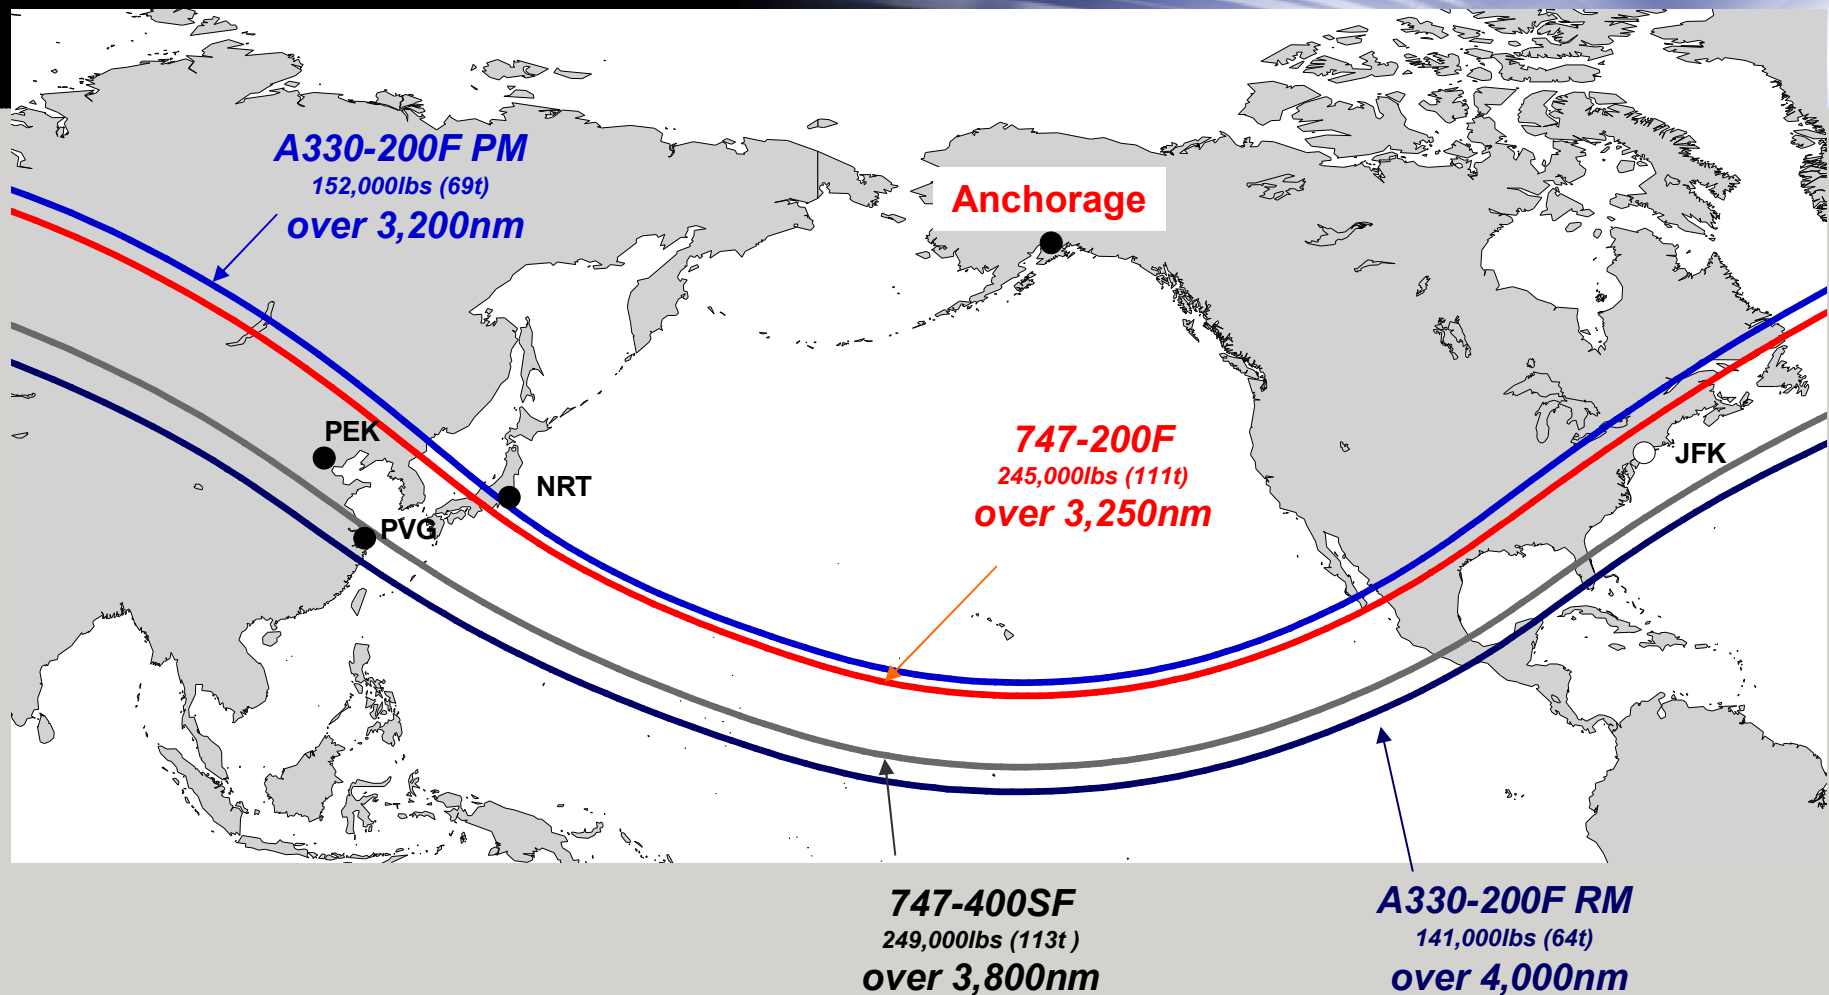 A330-200F PM
152,000lbs (69t)
over 3,200nm
Anchorage
PEK
NRT
PVG
747-200F
245,000lbs (111t)
over 3,250nm
JFK
747-400SF
249,000lbs (113t )
over 3,800nm
A330-200F RM
141,000lbs (64t)
over 4,000nm